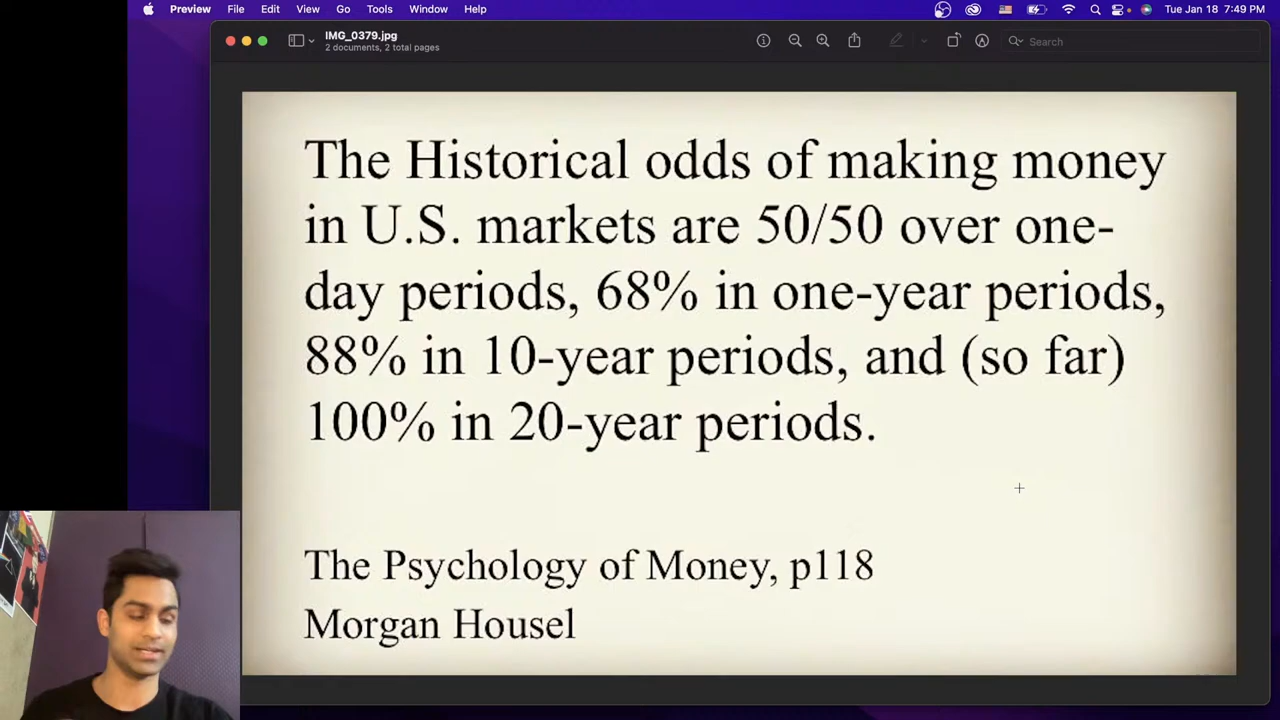 Preview File Edit View Go Tools Window Help Tue Jan 18 7:49 PM
IMG_0379.jpg
2 documents, 2 total pages
Search
The Historical odds of making money
in U.S. markets are 50/50 over one-
day periods, 68% in one-year periods,
88% in 10-year periods, and (so far)
100% in 20-year periods.
The Psychology of Money, p118
Morgan Housel